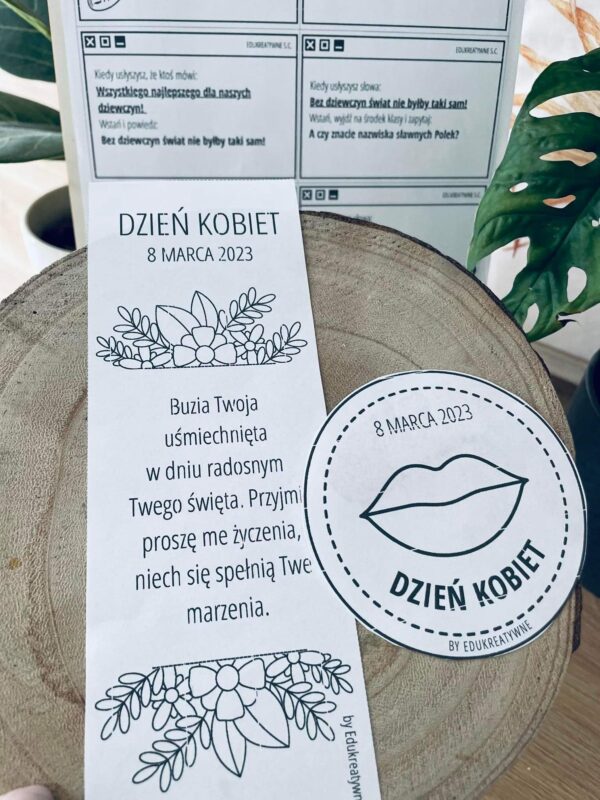 EDUKREATYWNE S.C.
Kiedy usłyszysz, że ktoś mówi:
Wszystkiego najlepszego dla naszych
dziewczyn!
Wstań i powiedz:
Bez dziewczyn świat nie byłby taki sam!
EDUKREATYWNE S.C.
Kiedy usłyszysz słowa:
Bez dziewczyn świat nie byłby taki sam!
Wstań, wyjdź na środek klasy i zapytaj:
A czy znacie nazwiska sławnych Polek?
EDUKREATYWNE S.C.
DZIEŃ KOBIET
8 MARCA 2023
Buzia Twoja
uśmiechnięta
w dniu radosnym
Twego święta. Przyjmi
proszę me życzenia,
niech się spełnią Twe
marzenia.
by Edukreatywn
8 MARCA 2023
DZIEŃ KOBIET
BY EDUKREATYWNE